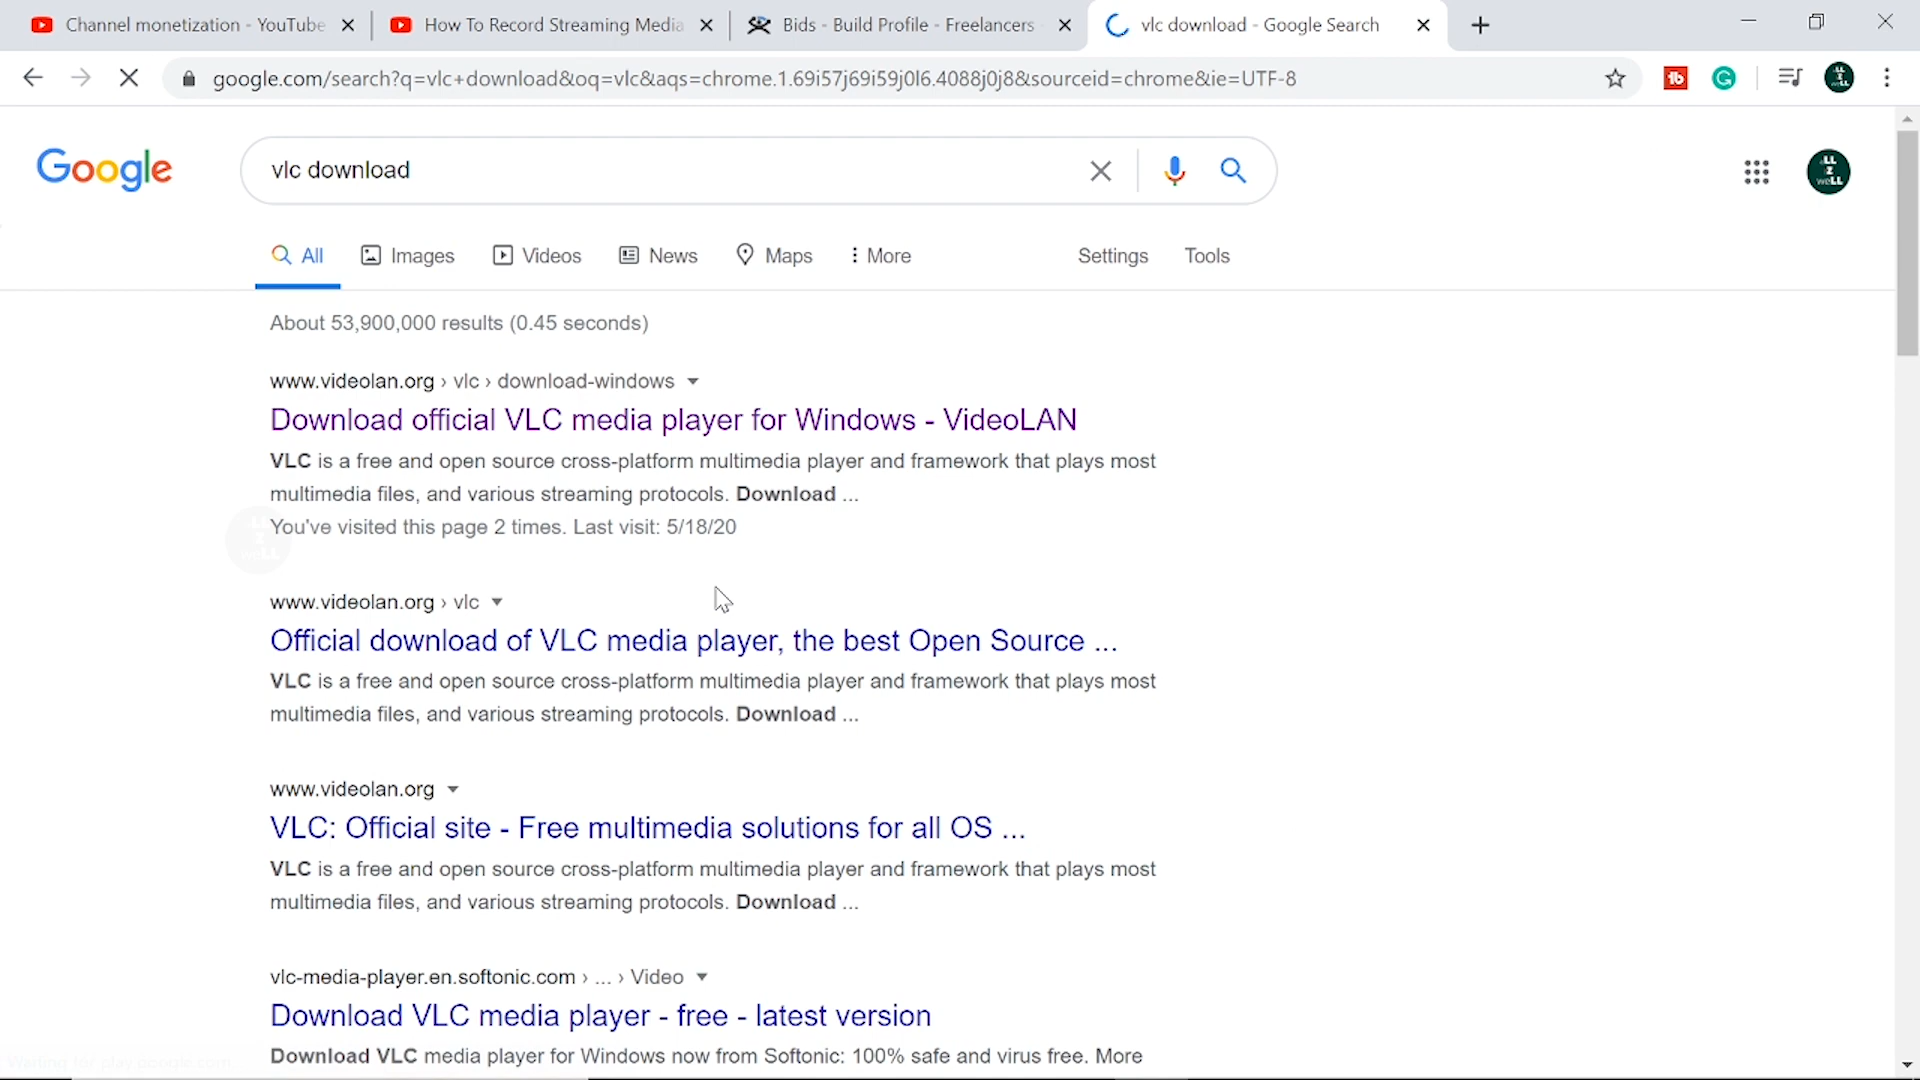 Channel monetization - YouTube
How To Record Streaming Media
Bids - Build Profile - Freelancers
vlc download - Google Search
google.com/search?q=vlc+download&oq=vlc&aqs=chrome.1.69i57j69i59j0l6.4088j0j8&sourceid=chrome&ie=UTF-8
Google
vlc download
LL
Z
weLL
All
Images
Videos
News
Maps
More
Settings
Tools
About 53,900,000 results (0.45 seconds)
www.videolan.org › vlc › download-windows
Download official VLC media player for Windows - VideoLAN
VLC is a free and open source cross-platform multimedia player and framework that plays most
multimedia files, and various streaming protocols. Download ...
You've visited this page 2 times. Last visit: 5/18/20
www.videolan.org › vlc
Official download of VLC media player, the best Open Source ...
VLC is a free and open source cross-platform multimedia player and framework that plays most
multimedia files, and various streaming protocols. Download ...
www.videolan.org
VLC: Official site - Free multimedia solutions for all OS ...
VLC is a free and open source cross-platform multimedia player and framework that plays most
multimedia files, and various streaming protocols. Download ...
vlc-media-player.en.softonic.com › ... › Video
Download VLC media player - free - latest version
Download VLC media player for Windows now from Softonic: 100% safe and virus free. More